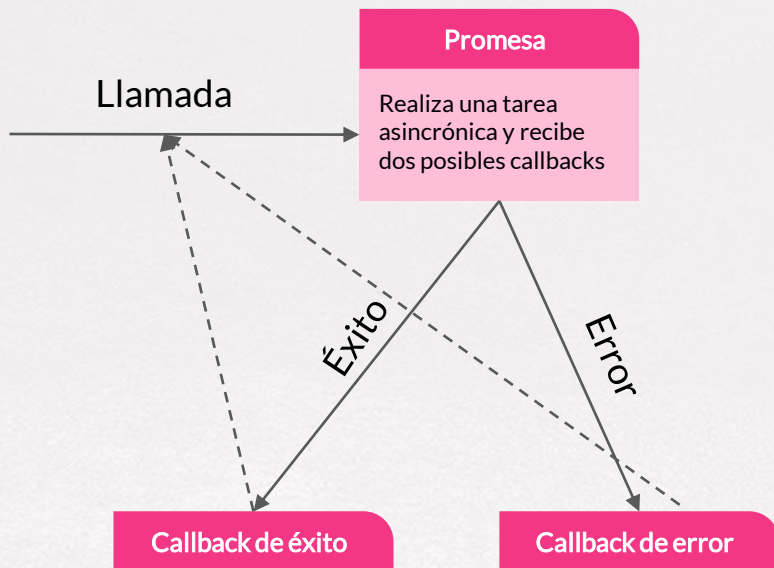 Promesa
Llamada
Realiza una tarea
asincrónica y recibe
dos posibles callbacks
Éxito
Error
Callback de éxito
Callback de error